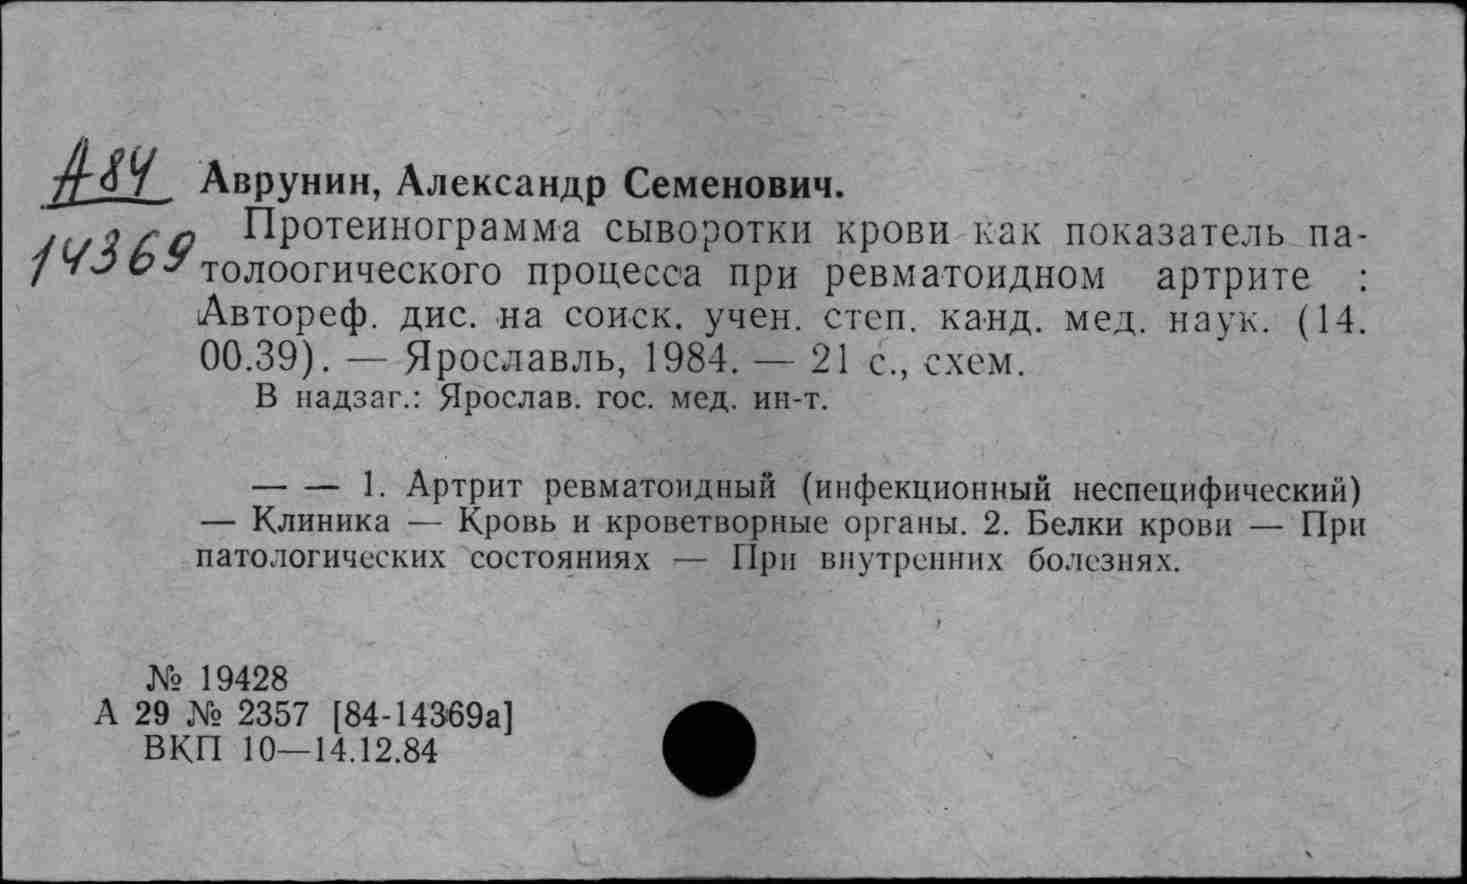 А84 Аврунин, Александр Семенович.
14369 Протеинограмма сыворотки крови как показатель па-
толоогического процесса при ревматоидном артрите :
Автореф. дис. на соиск. учен. степ. канд. мед. наук. (14.
00.39). — Ярославль, 1984. — 21 с., схем.
В надзаг.: Ярослав. гос. мед. ин-т.
— — 1. Артрит ревматоидный (инфекционный неспецифический)
— Клиника — Кровь и кроветворные органы. 2. Белки крови — При
патологических состояниях — При внутренних болезнях.
№ 19428
А 29 № 2357 [84-14369а]
ВКП 10—14.12.84